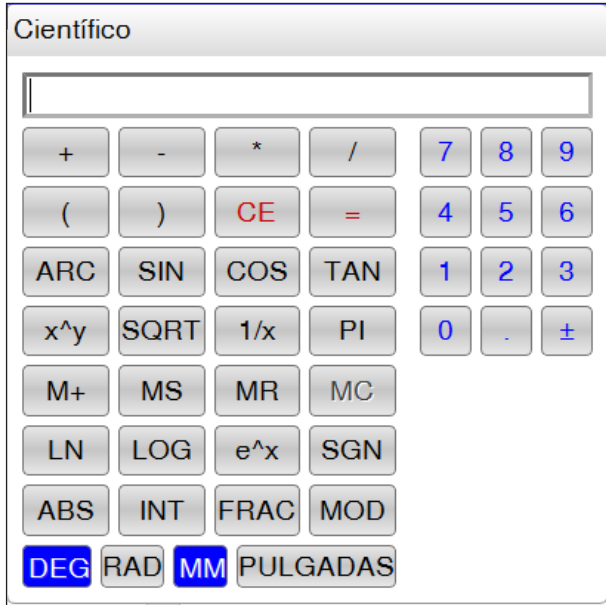 Científico
+ - * / 7 8 9
( ) CE = 4 5 6
ARC SIN COS TAN 1 2 3
x^y SQRT 1/x PI 0 . ±
M+ MS MR MC
LN LOG e^x SGN
ABS INT FRAC MOD
DEG RAD MM PULGADAS